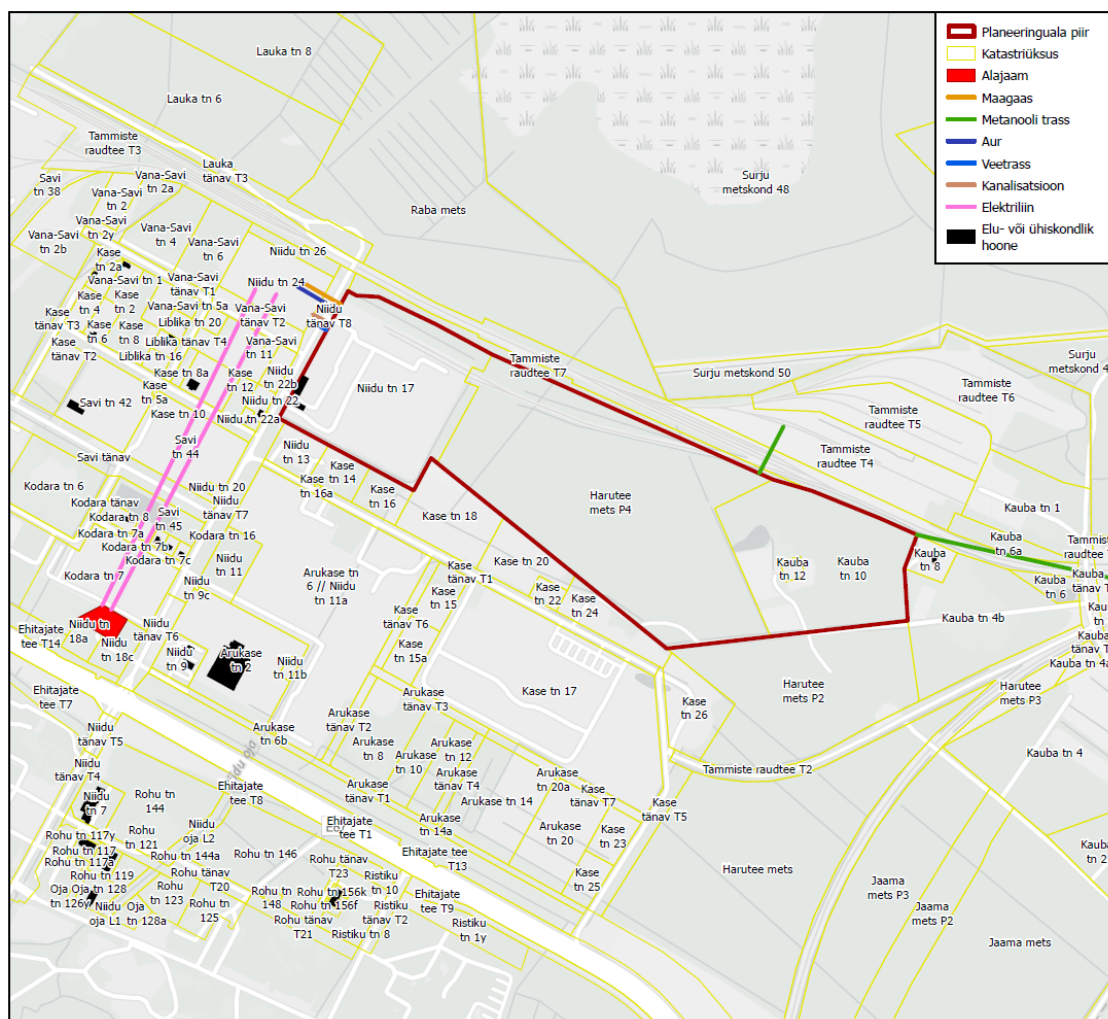 Planeeringuala piir
Katastriüksus
Alajaam
Maagaas
Metanooli trass
Aur
Veetrass
Kanalisatsioon
Elektriliin
Elu- või ühiskondlik
hoone
Lauka tn 8
Lauka tn 6
Tammiste
raudtee T3
Lauka
tänav T3
Surju
metskond 48
Raba mets
Savi
tn 38
Vana-Savi
tn 2a
Vana-Savi
tn 2
Vana-Savi
tn 2y
Vana-Savi
tn 2b
Vana-Savi
tn 4
Vana-Savi
tn 6
Niidu tn 26
Kase
tn 2a
Vana-Savi tn 1
Vana-Savi
tänav T1
Niidu tn 24
Kase
tn 4
Kase
tn 2
Vana-Savi tn 5a
Vana-Savi
tänav T2
Niidu
tänav T8
Kase
tänav T3
Liblika tn 20
Kase
tn 6
Kase
tn 8
Liblika tänav T4
Kase
tänav T2
Liblika tn 16
Vana-Savi
tn 11
Kase tn 8a
Kase
tn 12
Niidu
tn 22b
Niidu tn 17
Kase
tn 5a
Savi tn 42
Kase tn 10
Niidu tn 22
Niidu tn 22a
Tammiste
raudtee T7
Surju metskond 50
Surju
metskond 4
Tammiste
raudtee T6
Tammiste
raudtee T5
Tammiste
raudtee T4
Savi
tn 44
Savi tänav
Niidu
tn 13
Kase
tn 14
Kase
tn 16a
Kase
tn 16
Kodara tn 6
Niidu tn 20
Niidu
tänav T7
Kodara tänav
Kodara tn 8
Savi
tn 45
Kodara tn 7a
Kodara tn 16
Kodara tn 7b
Kodara tn 7c
Kodara tn 7
Niidu
tn 11
Niidu
tn 9c
Harutee
mets P4
Kase tn 18
Kase tn 20
Kase
tänav T1
Kase
tn 22
Kase
tn 24
Kase
tn 15
Arukase tn
6 // Niidu
tn 11a
Kase
tänav T6
Kase
tn 15a
Kauba tn 1
Kauba
tn 6a
Kauba
tn 8
Kauba
tn 12
Kauba
tn 10
Kauba
tn 6
Kauba tn 4b
Kauba tn 4a
Ehitajate
tee T14
Niidu tn
18a
Niidu
tn 18c
Niidu
tänav T6
Niidu
tn 9
Arukase
tn 2
Niidu
tn 11b
Ehitajate
tee T7
Arukase
tänav T3
Kase tn 17
Kase
tn 26
Harutee
mets P2
Harutee
mets P3
Kauba tn 4
Niidu
tänav T5
Arukase
tn 6b
Arukase
tänav T2
Arukase
tn 8
Arukase
tn 10
Arukase
tn 12
Arukase
tänav T4
Arukase
tn 20a
Tammiste raudtee T2
Niidu
tänav T4
Niidu
tn 7
Rohu tn
144
Ehitajate
tee T8
Arukase
tänav T1
Arukase tn 14
Kase
tänav T7
Kase
tänav T5
Arukase
tn 14a
Arukase
tn 20
Kase
tn 23
Kase
tn 25
Ehitajate
tee T1
Ehitajate tee
T13
Niidu
oja L2
Rohu tn 117y
Rohu
tn 121
Rohu tn 117
Rohu tn 117a
Rohu tn 144a
Rohu tn 146
Rohu tn 119
Rohu tänav
T20
Rohu tänav
T23
Ristiku
tn 10
Oja
tn 126y
Oja
tn 128
Rohu
tn 123
Rohu tn
125
Rohu tn
148
Rohu tn 156k
Rohu tn 156f
Ristiku
tänav T2
Ehitajate
tee T9
Niidu
oja L1
Oja
tn 128a
Rohu tänav
T21
Ristiku tn 8
Ristiku
tn 1y
Harutee mets
Jaama
mets P3
Jaama
mets P2
Jaama mets